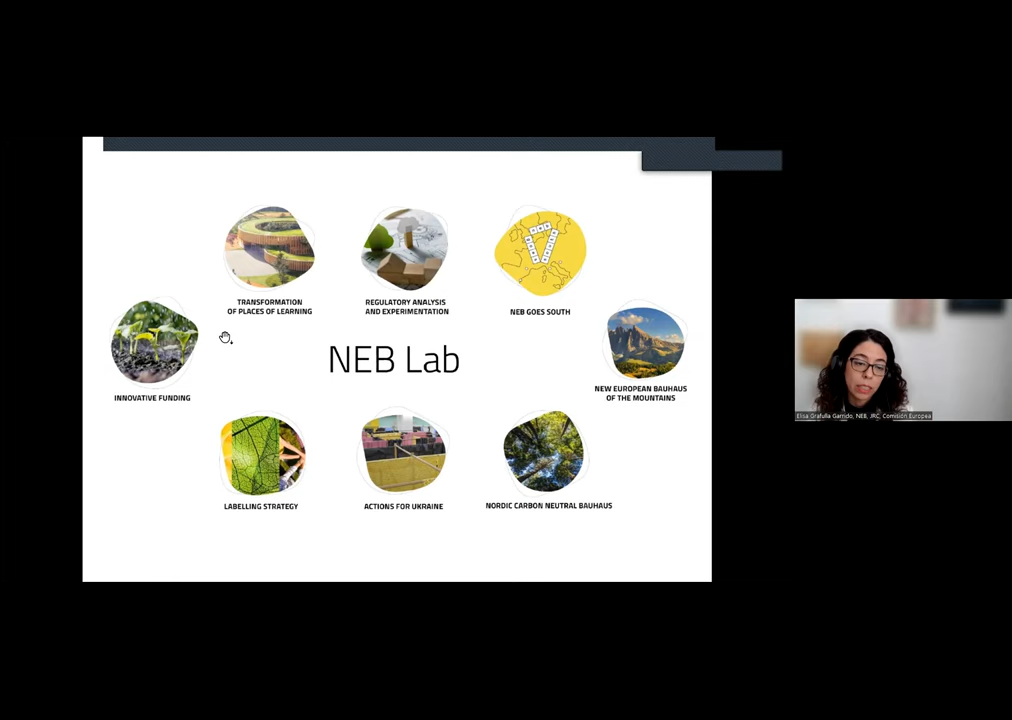 TRANSFORMATION
OF PLACES OF LEARNING
REGULATORY ANALYSIS
AND EXPERIMENTATION
NEB GOES SOUTH
INNOVATIVE FUNDING
NEB Lab
NEW EUROPEAN BAUHAUS
OF THE MOUNTAINS
LABELLING STRATEGY
ACTIONS FOR UKRAINE
NORDIC CARBON NEUTRAL BAUHAUS
Elisa Grafulla Garrido, NEB, JRC, Comisión Europea